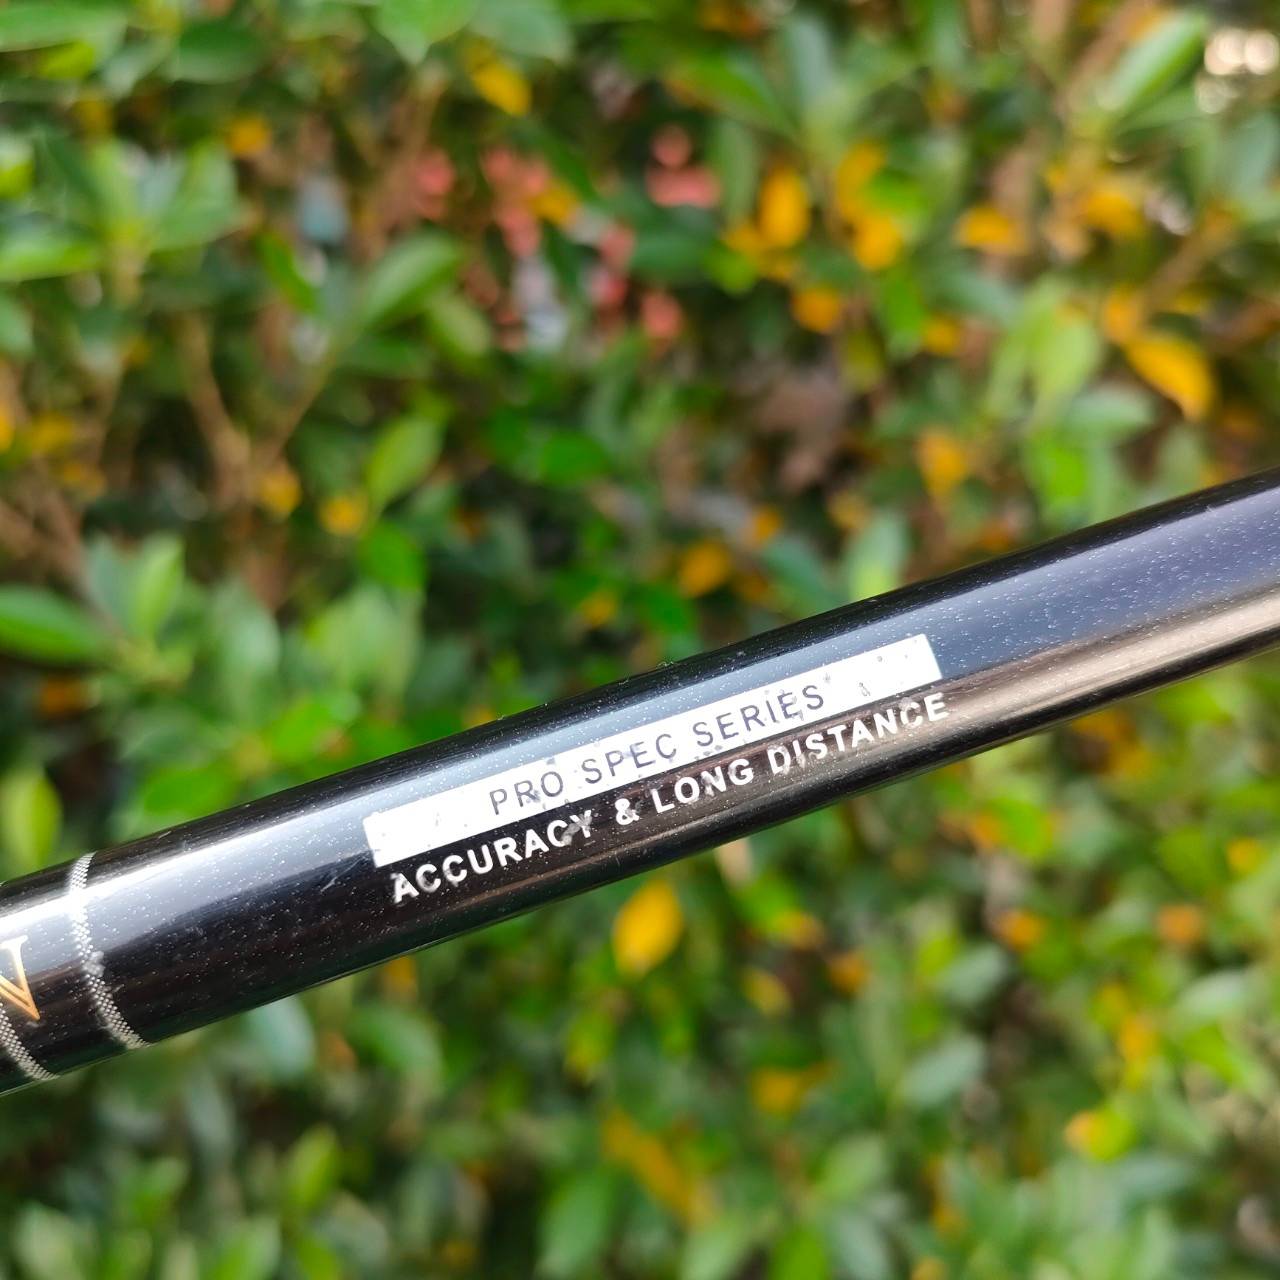 PRO SPEC SERIES
ACCURACY & LONG DISTANCE